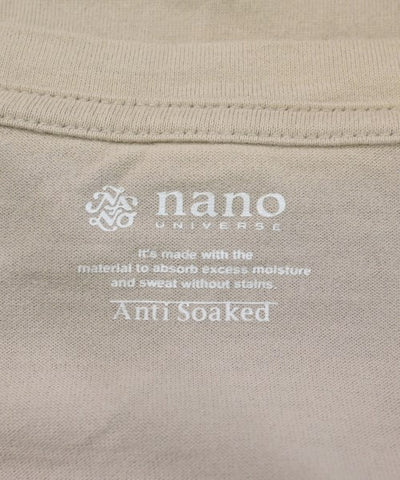 nano
UNIVERSE
It's made with the
material to absorb excess moisture
and sweat without stains.
Anti Soaked